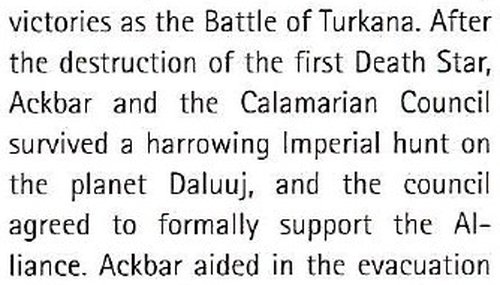 victories as the Battle of Turkana. After
the destruction of the first Death Star,
Ackbar and the Calamarian Council
survived a harrowing Imperial hunt on
the planet Daluuj, and the council
agreed to formally support the Al-
liance. Ackbar aided in the evacuation